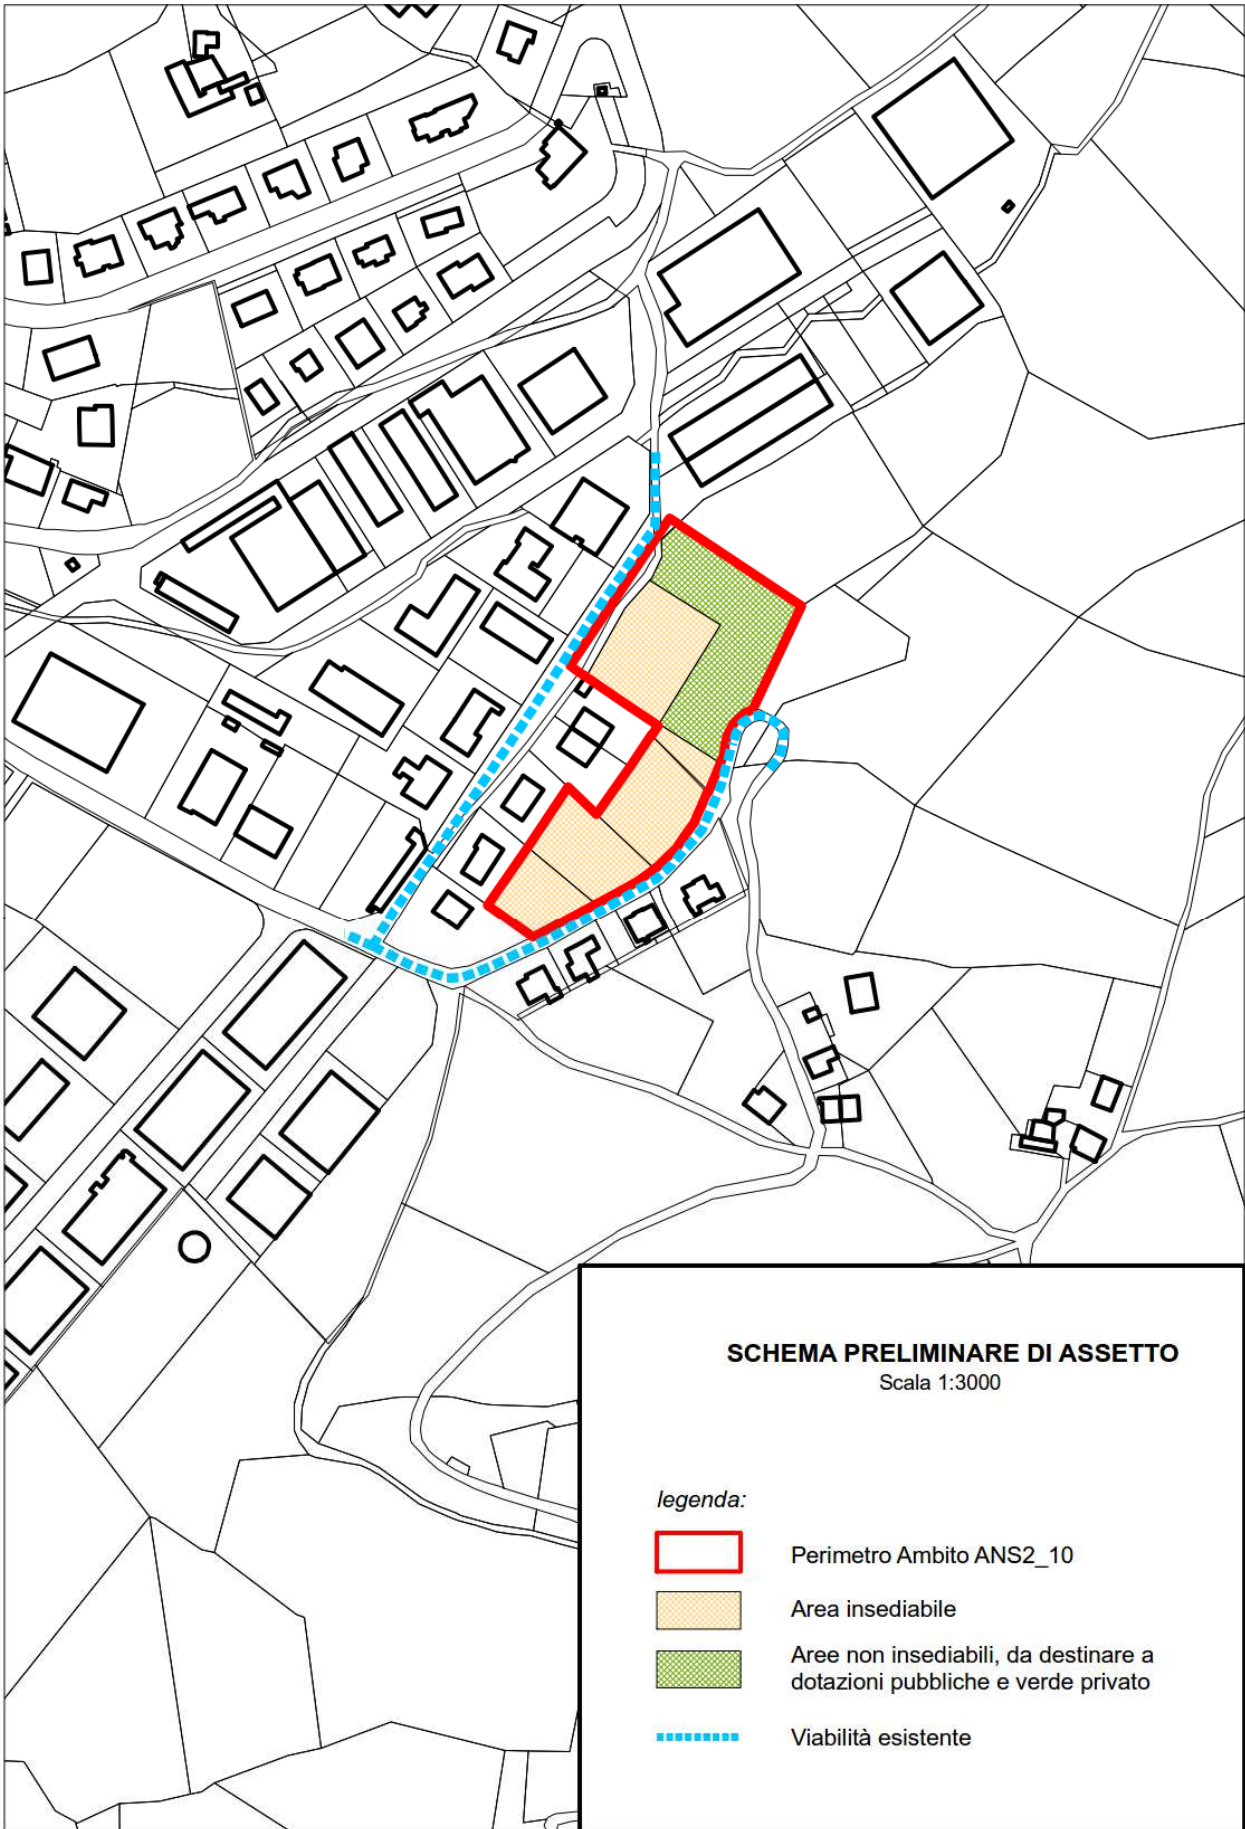 SCHEMA PRELIMINARE DI ASSETTO
Scala 1:3000
legenda:
Perimetro Ambito ANS2_10
Area insediabile
Aree non insediabili, da destinare a
dotazioni pubbliche e verde privato
Viabilità esistente